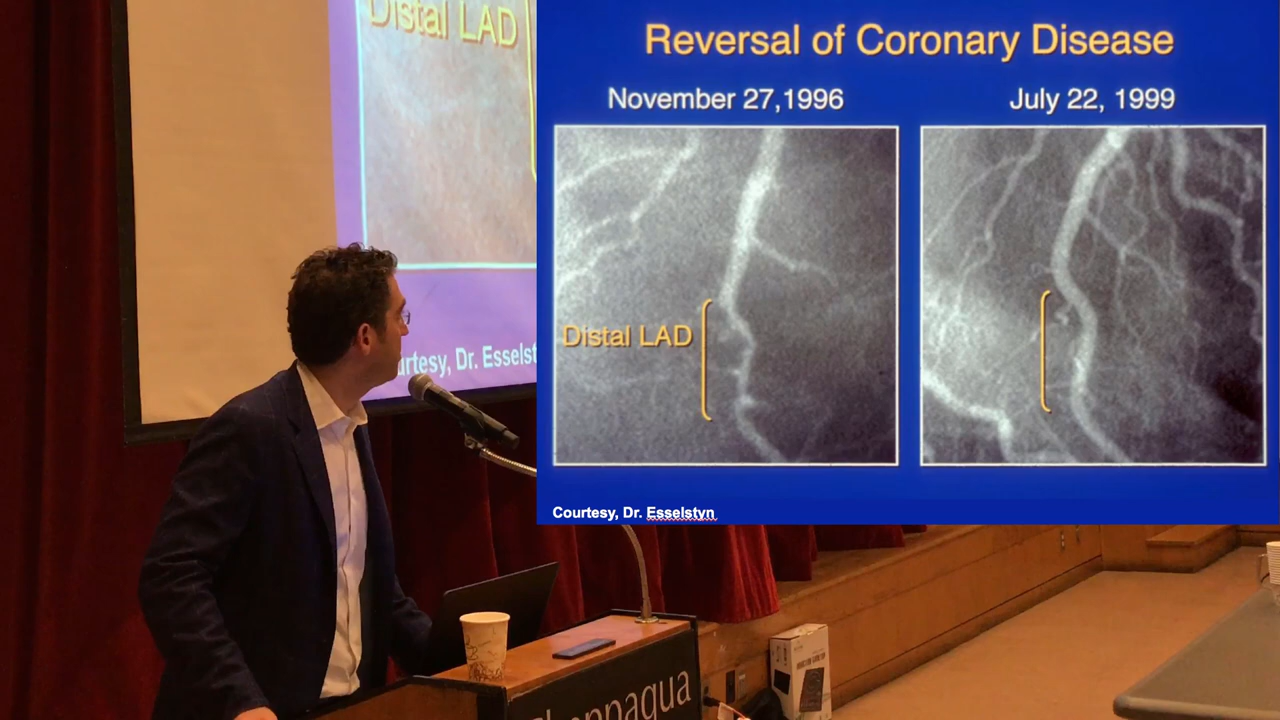 Distal LAD
urtesy, Dr. Esselst
Reversal of Coronary Disease
November 27,1996
July 22, 1999
Distal LAD
Courtesy, Dr. Esselstyn